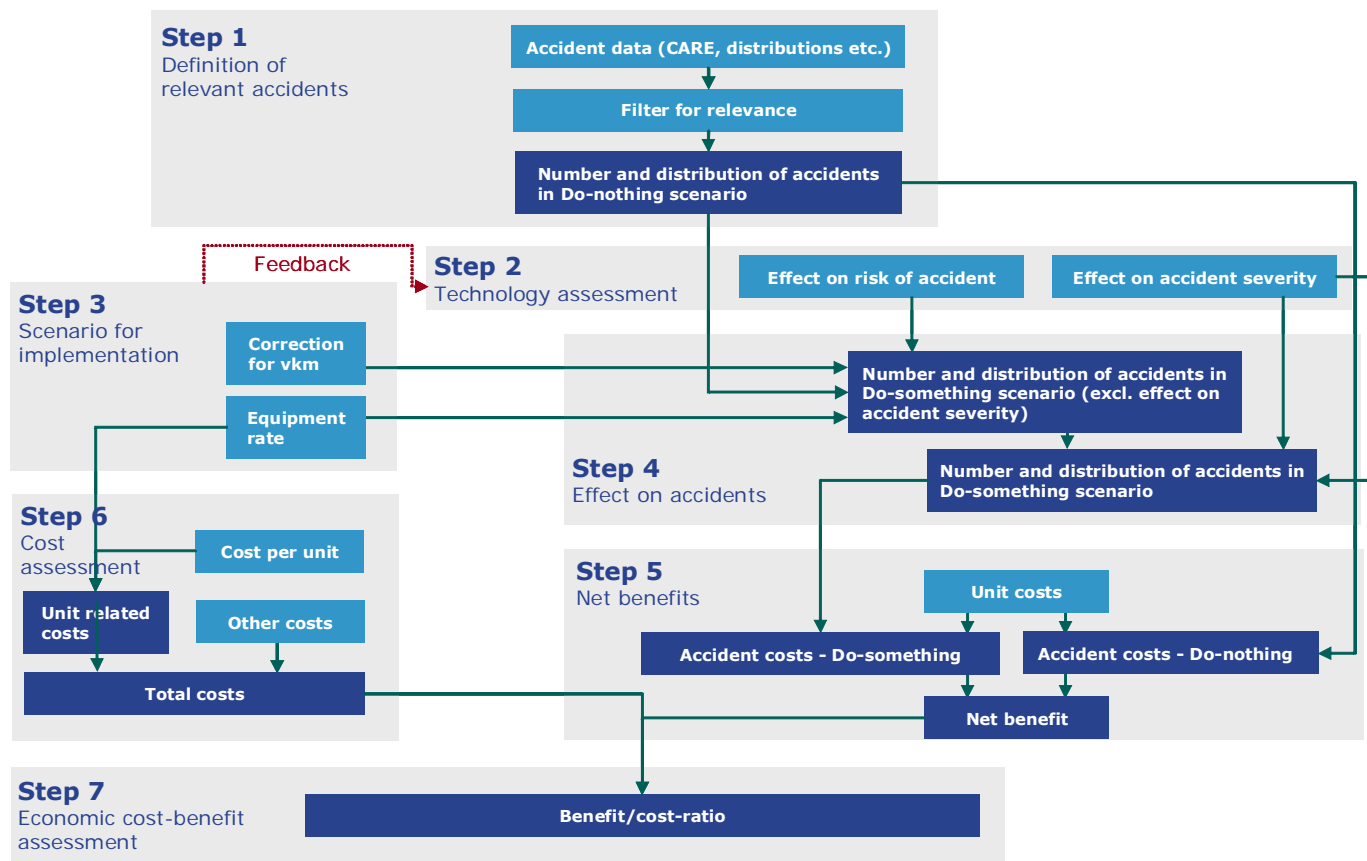 Step 1
Definition of
relevant accidents
Accident data (CARE, distributions etc.)
Filter for relevance
Number and distribution of accidents
in Do-nothing scenario
Feedback
Step 2
Technology assessment
Effect on risk of accident
Effect on accident severity
Step 3
Scenario for
implementation
Correction
for vkm
Equipment
rate
Number and distribution of accidents in
Do-something scenario (excl. effect on
accident severity)
Step 4
Effect on accidents
Number and distribution of accidents in
Do-something scenario
Step 6
Cost
assessment
Cost per unit
Unit related
costs
Other costs
Total costs
Step 5
Net benefits
Unit costs
Accident costs - Do-something
Accident costs - Do-nothing
Net benefit
Step 7
Economic cost-benefit
assessment
Benefit/cost-ratio